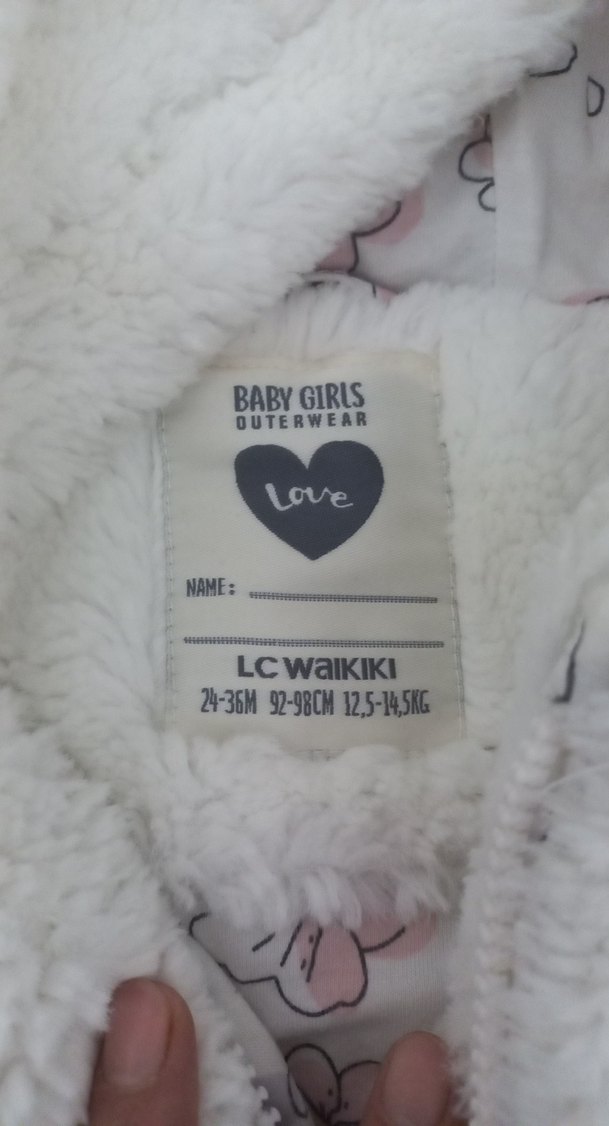 BABY GIRLS
OUTERWEAR
Love
NAME:
LC WAIKIKI
24-36M 92-98CM 12,5-14,5KG